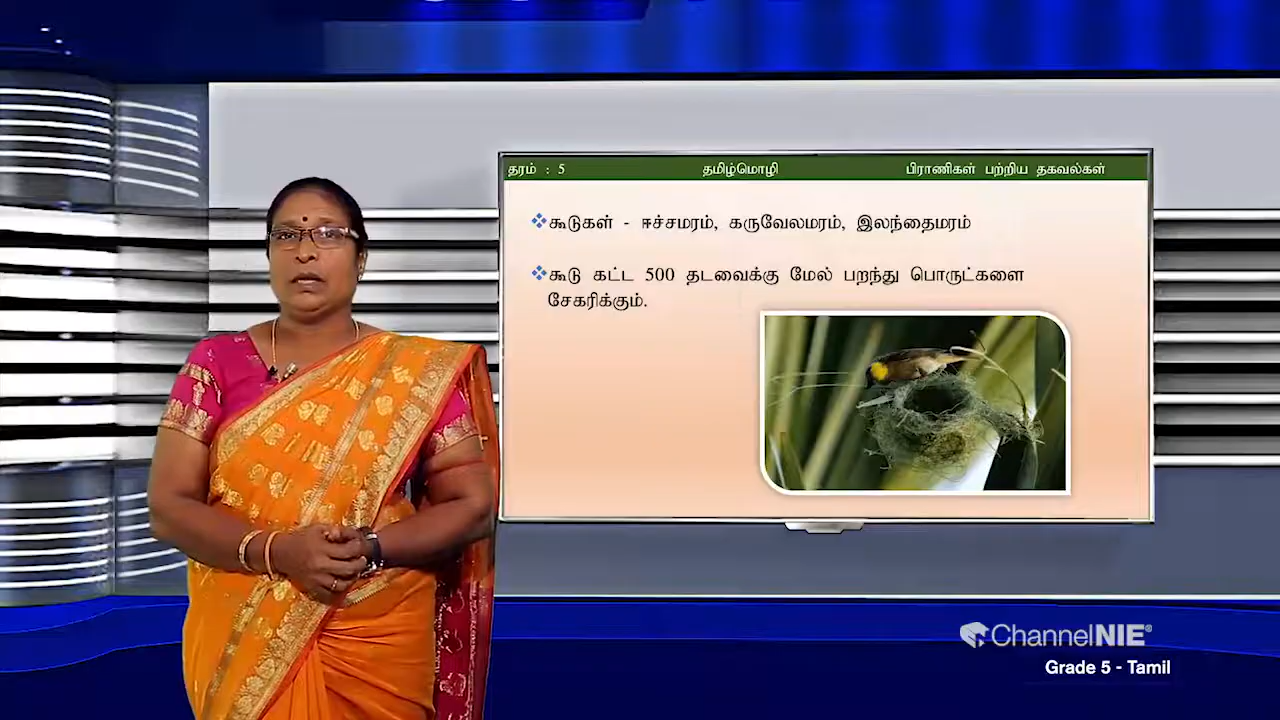 தரம் : 5 தமிழ்மொழி பிராணிகள் பற்றிய தகவல்கள்
❖கூடுகள் - ஈச்சமரம், கருவேலமரம், இலந்தைமரம்
❖கூடு கட்ட 500 தடவைக்கு மேல் பறந்து பொருட்களை
சேகரிக்கும்.
ChannelNIE®
Grade 5 - Tamil